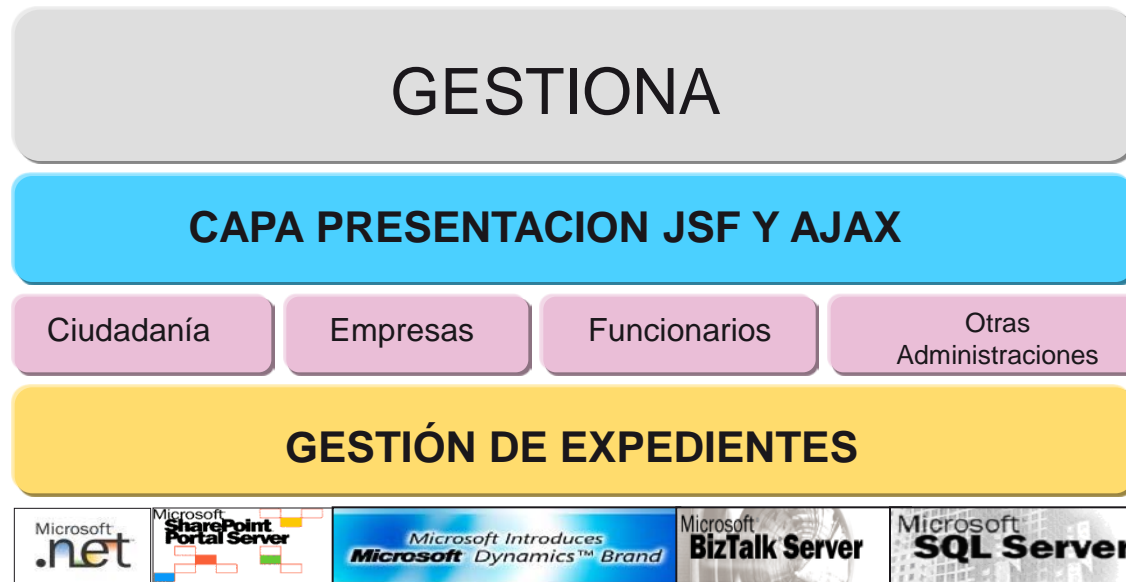 GESTIONA
CAPA PRESENTACION JSF Y AJAX
Ciudadanía
Empresas
Funcionarios
Otras
Administraciones
GESTIÓN DE EXPEDIENTES
Microsoft
.net
Microsoft
SharePoint
Portal Server
Microsoft Introduces
Microsoft Dynamics™ Brand
Microsoft
BizTalk Server
Microsoft
SQL Server